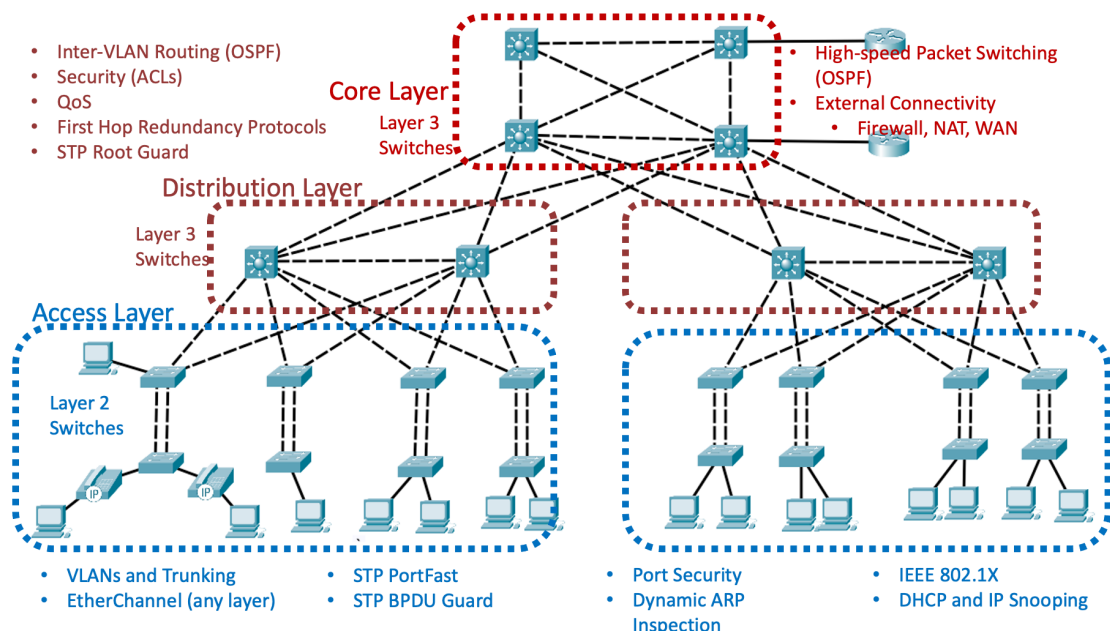 • Inter-VLAN Routing (OSPF)
• Security (ACLs)
• QoS
• First Hop Redundancy Protocols
• STP Root Guard
Core Layer
Layer 3
Switches
• High-speed Packet Switching
(OSPF)
• External Connectivity
• Firewall, NAT, WAN
Distribution Layer
Layer 3
Switches
Access Layer
Layer 2
Switches
IP
IP
• VLANs and Trunking
• EtherChannel (any layer)
• STP PortFast
• STP BPDU Guard
• Port Security
• Dynamic ARP
Inspection
• IEEE 802.1X
• DHCP and IP Snooping